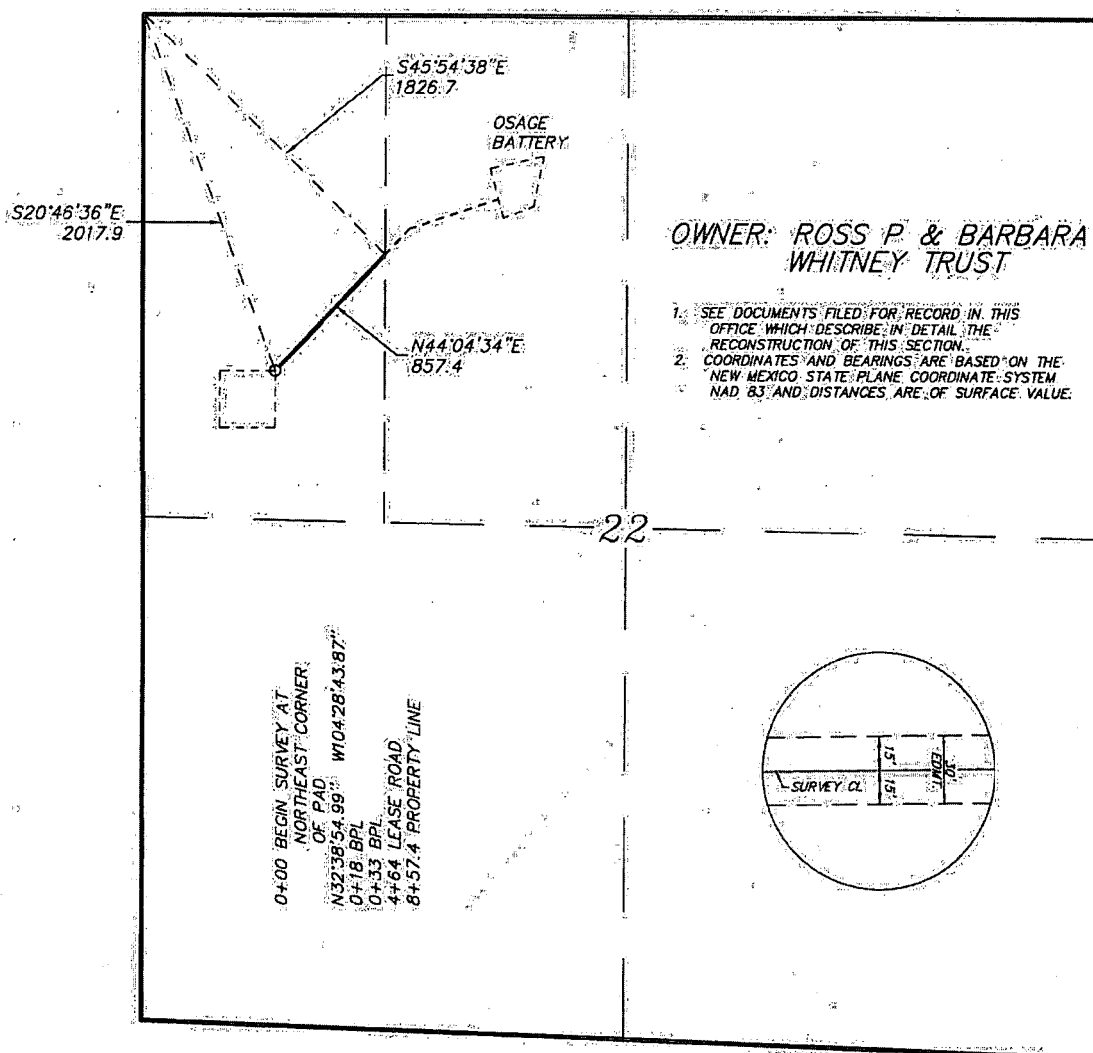 S45°54'38"E
1826.7
OSAGE
BATTERY
S20°46'36"E
2017.9
OWNER: ROSS P & BARBARA
WHITNEY TRUST
1. SEE DOCUMENTS FILED FOR RECORD IN THIS
OFFICE WHICH DESCRIBE IN DETAIL THE
RECONSTRUCTION OF THIS SECTION.
2. COORDINATES AND BEARINGS ARE BASED ON THE
NEW MEXICO STATE PLANE COORDINATE SYSTEM
NAD 83 AND DISTANCES ARE OF SURFACE VALUE.
N44°04'34"E
857.4
22
0+00 BEGIN SURVEY AT
NORTHEAST CORNER
OF PAD
N32°38'54.99" W104°28'43.87"
0+18 BPL
0+33 BPL
4+64 LEASE ROAD
8+57.4 PROPERTY LINE
15'
15'
30'
ESMT.
SURVEY CL